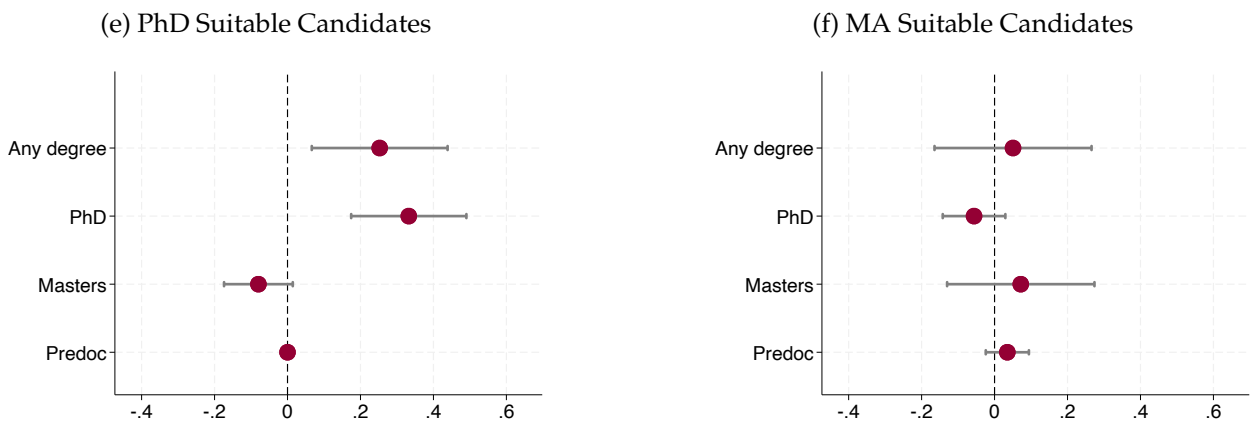 (e) PhD Suitable Candidates
Any degree
PhD
Masters
Predoc
-.4 -.2 0 .2 .4 .6
(f) MA Suitable Candidates
Any degree
PhD
Masters
Predoc
-.4 -.2 0 .2 .4 .6